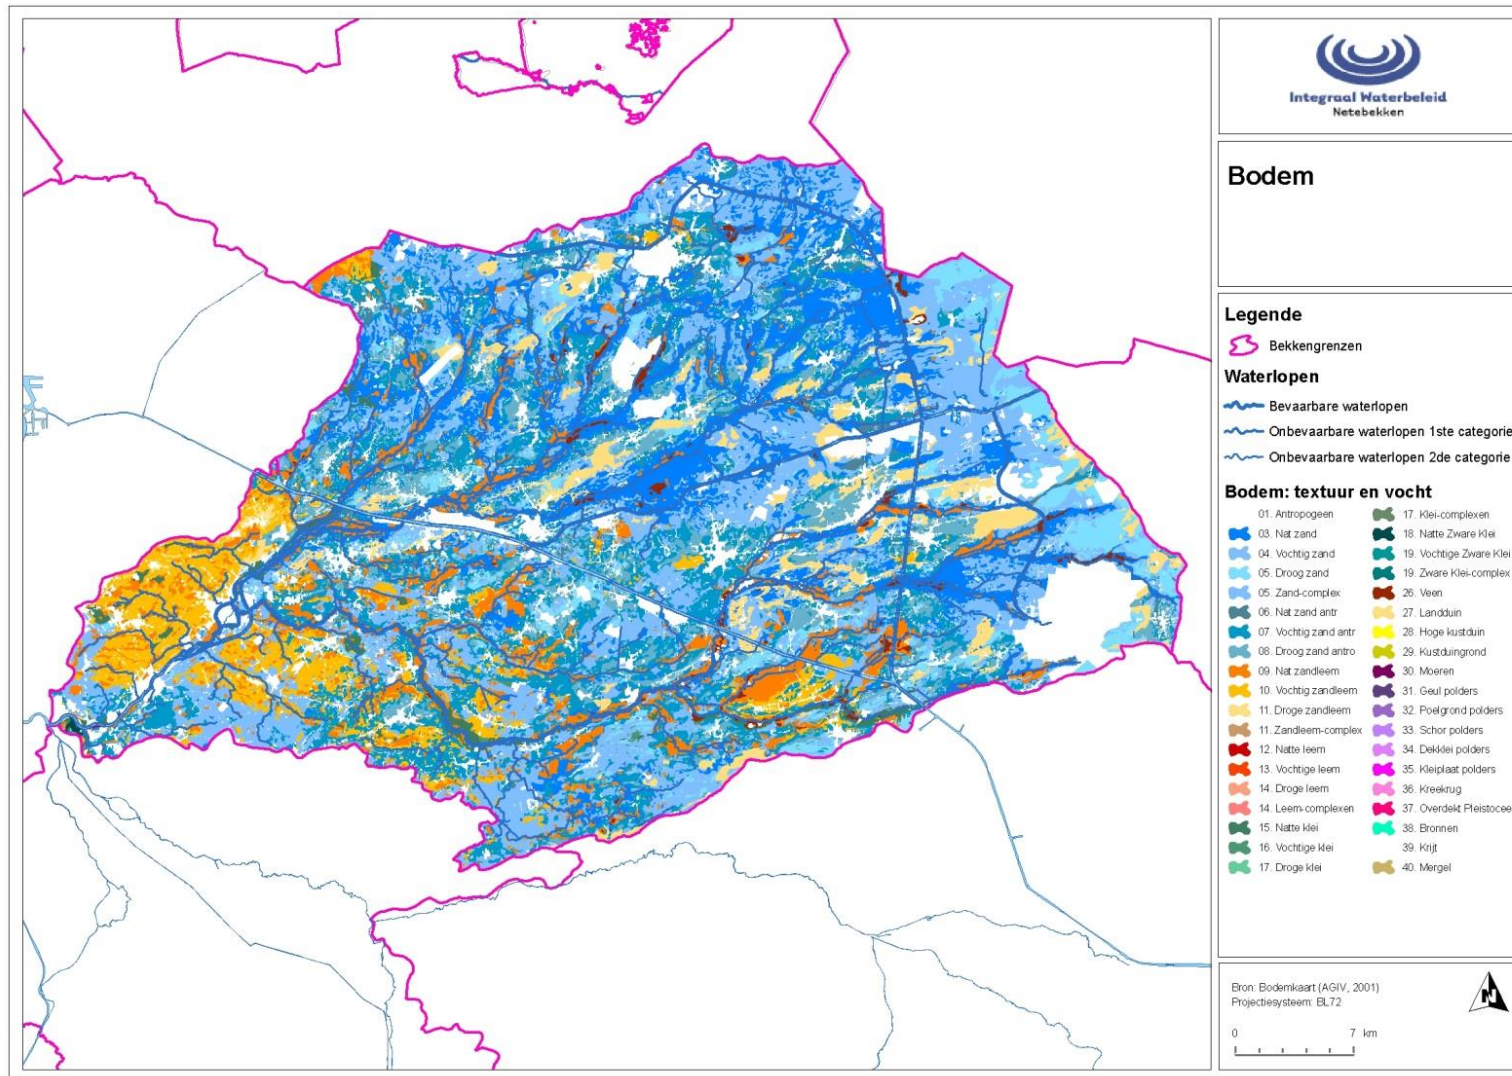 Integraal Waterbeleid
Netebekken
Bodem
Legende
Bekkengrenzen
Waterlopen
Bevaarbare waterlopen
Onbevaarbare waterlopen 1ste categorie
Onbevaarbare waterlopen 2de categorie
Bodem: textuur en vocht
01. Antropogeen
03. Nat zand
04. Vochtig zand
05. Droog zand
05. Zand-complex
06. Nat zand antr
07. Vochtig zand antr
08. Droog zand antro
09. Nat zandleem
10. Vochtig zandleem
11. Droge zandleem
11. Zandleem-complex
12. Natte leem
13. Vochtige leem
14. Droge leem
14. Leem-complexen
15. Natte klei
16. Vochtige klei
17. Droge klei
17. Klei-complexen
18. Natte Zware Klei
19. Vochtige Zware Klei
19. Zware Klei-complex
26. Veen
27. Landduin
28. Hoge kustduin
29. Kustduingrond
30. Moeren
31. Geul polders
32. Poelgrond polders
33. Schor polders
34. Dekklei polders
35. Kleiplaat polders
36. Kreekrug
37. Overdekt Pleistocee
38. Bronnen
39. Krijt
40. Mergel
Bron: Bodemkaart (AGIV, 2001)
Projectiesysteem: BL72
N
0 7 km